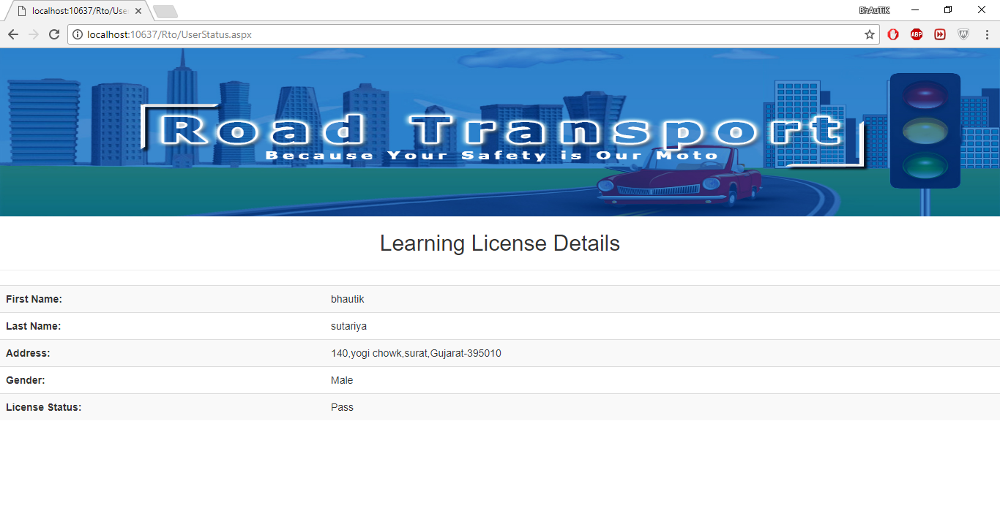 localhost:10637/Rto/User
BhAuTiK
localhost:10637/Rto/UserStatus.aspx
ABP
Road Transport
Because Your Safety is Our Moto
Learning License Details
First Name: bhautik
Last Name: sutariya
Address: 140,yogi chowk,surat,Gujarat-395010
Gender: Male
License Status: Pass